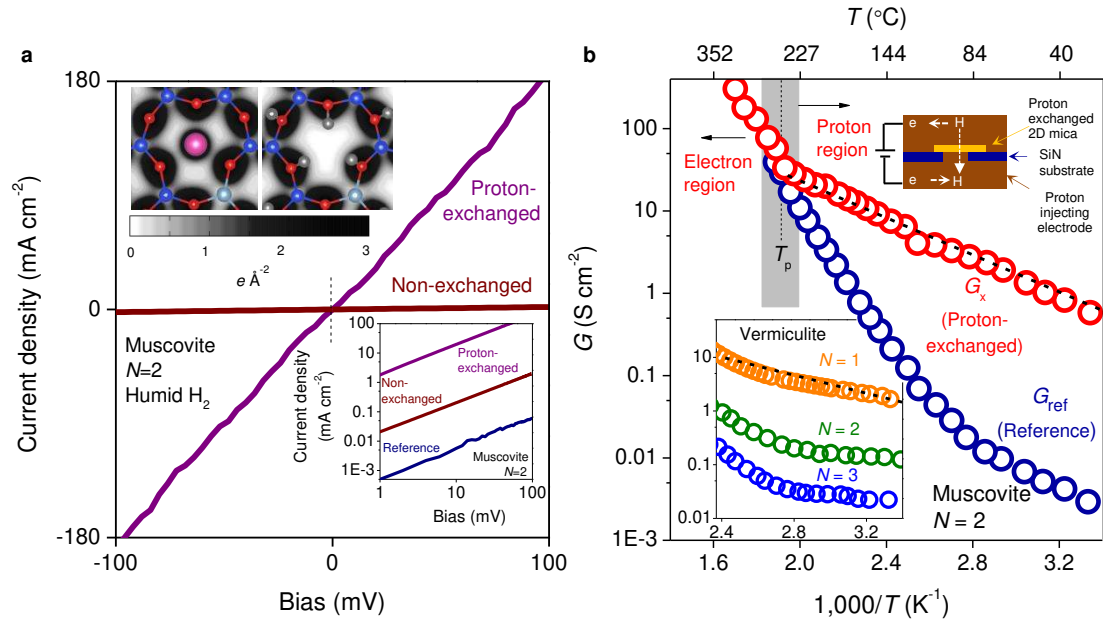 a
180
0
-180
Current density (mA cm-2)
-100
0
100
Bias (mV)
0
1
2
3
e Å-2
Proton-
exchanged
Non-exchanged
Muscovite
N=2
Humid H2
100
10
1
0.1
0.01
1E-3
Current density
(mA cm-2)
Proton-
exchanged
Non-
exchanged
Reference
Muscovite
N=2
1
10
100
Bias (mV)
b
T (°C)
352
227
144
84
40
100
10
1
0.1
0.01
1E-3
G (S cm-2)
Electron
region
Proton
region
Tp
e
H
e
H
Proton
exchanged
2D mica
SiN
substrate
Proton
injecting
electrode
Gx
(Proton-
exchanged)
Gref
(Reference)
Muscovite
N = 2
Vermiculite
N = 1
N = 2
N = 3
10
1
0.1
0.01
2.4
2.8
3.2
1.6
2.0
2.4
2.8
3.2
1,000/T (K-1)